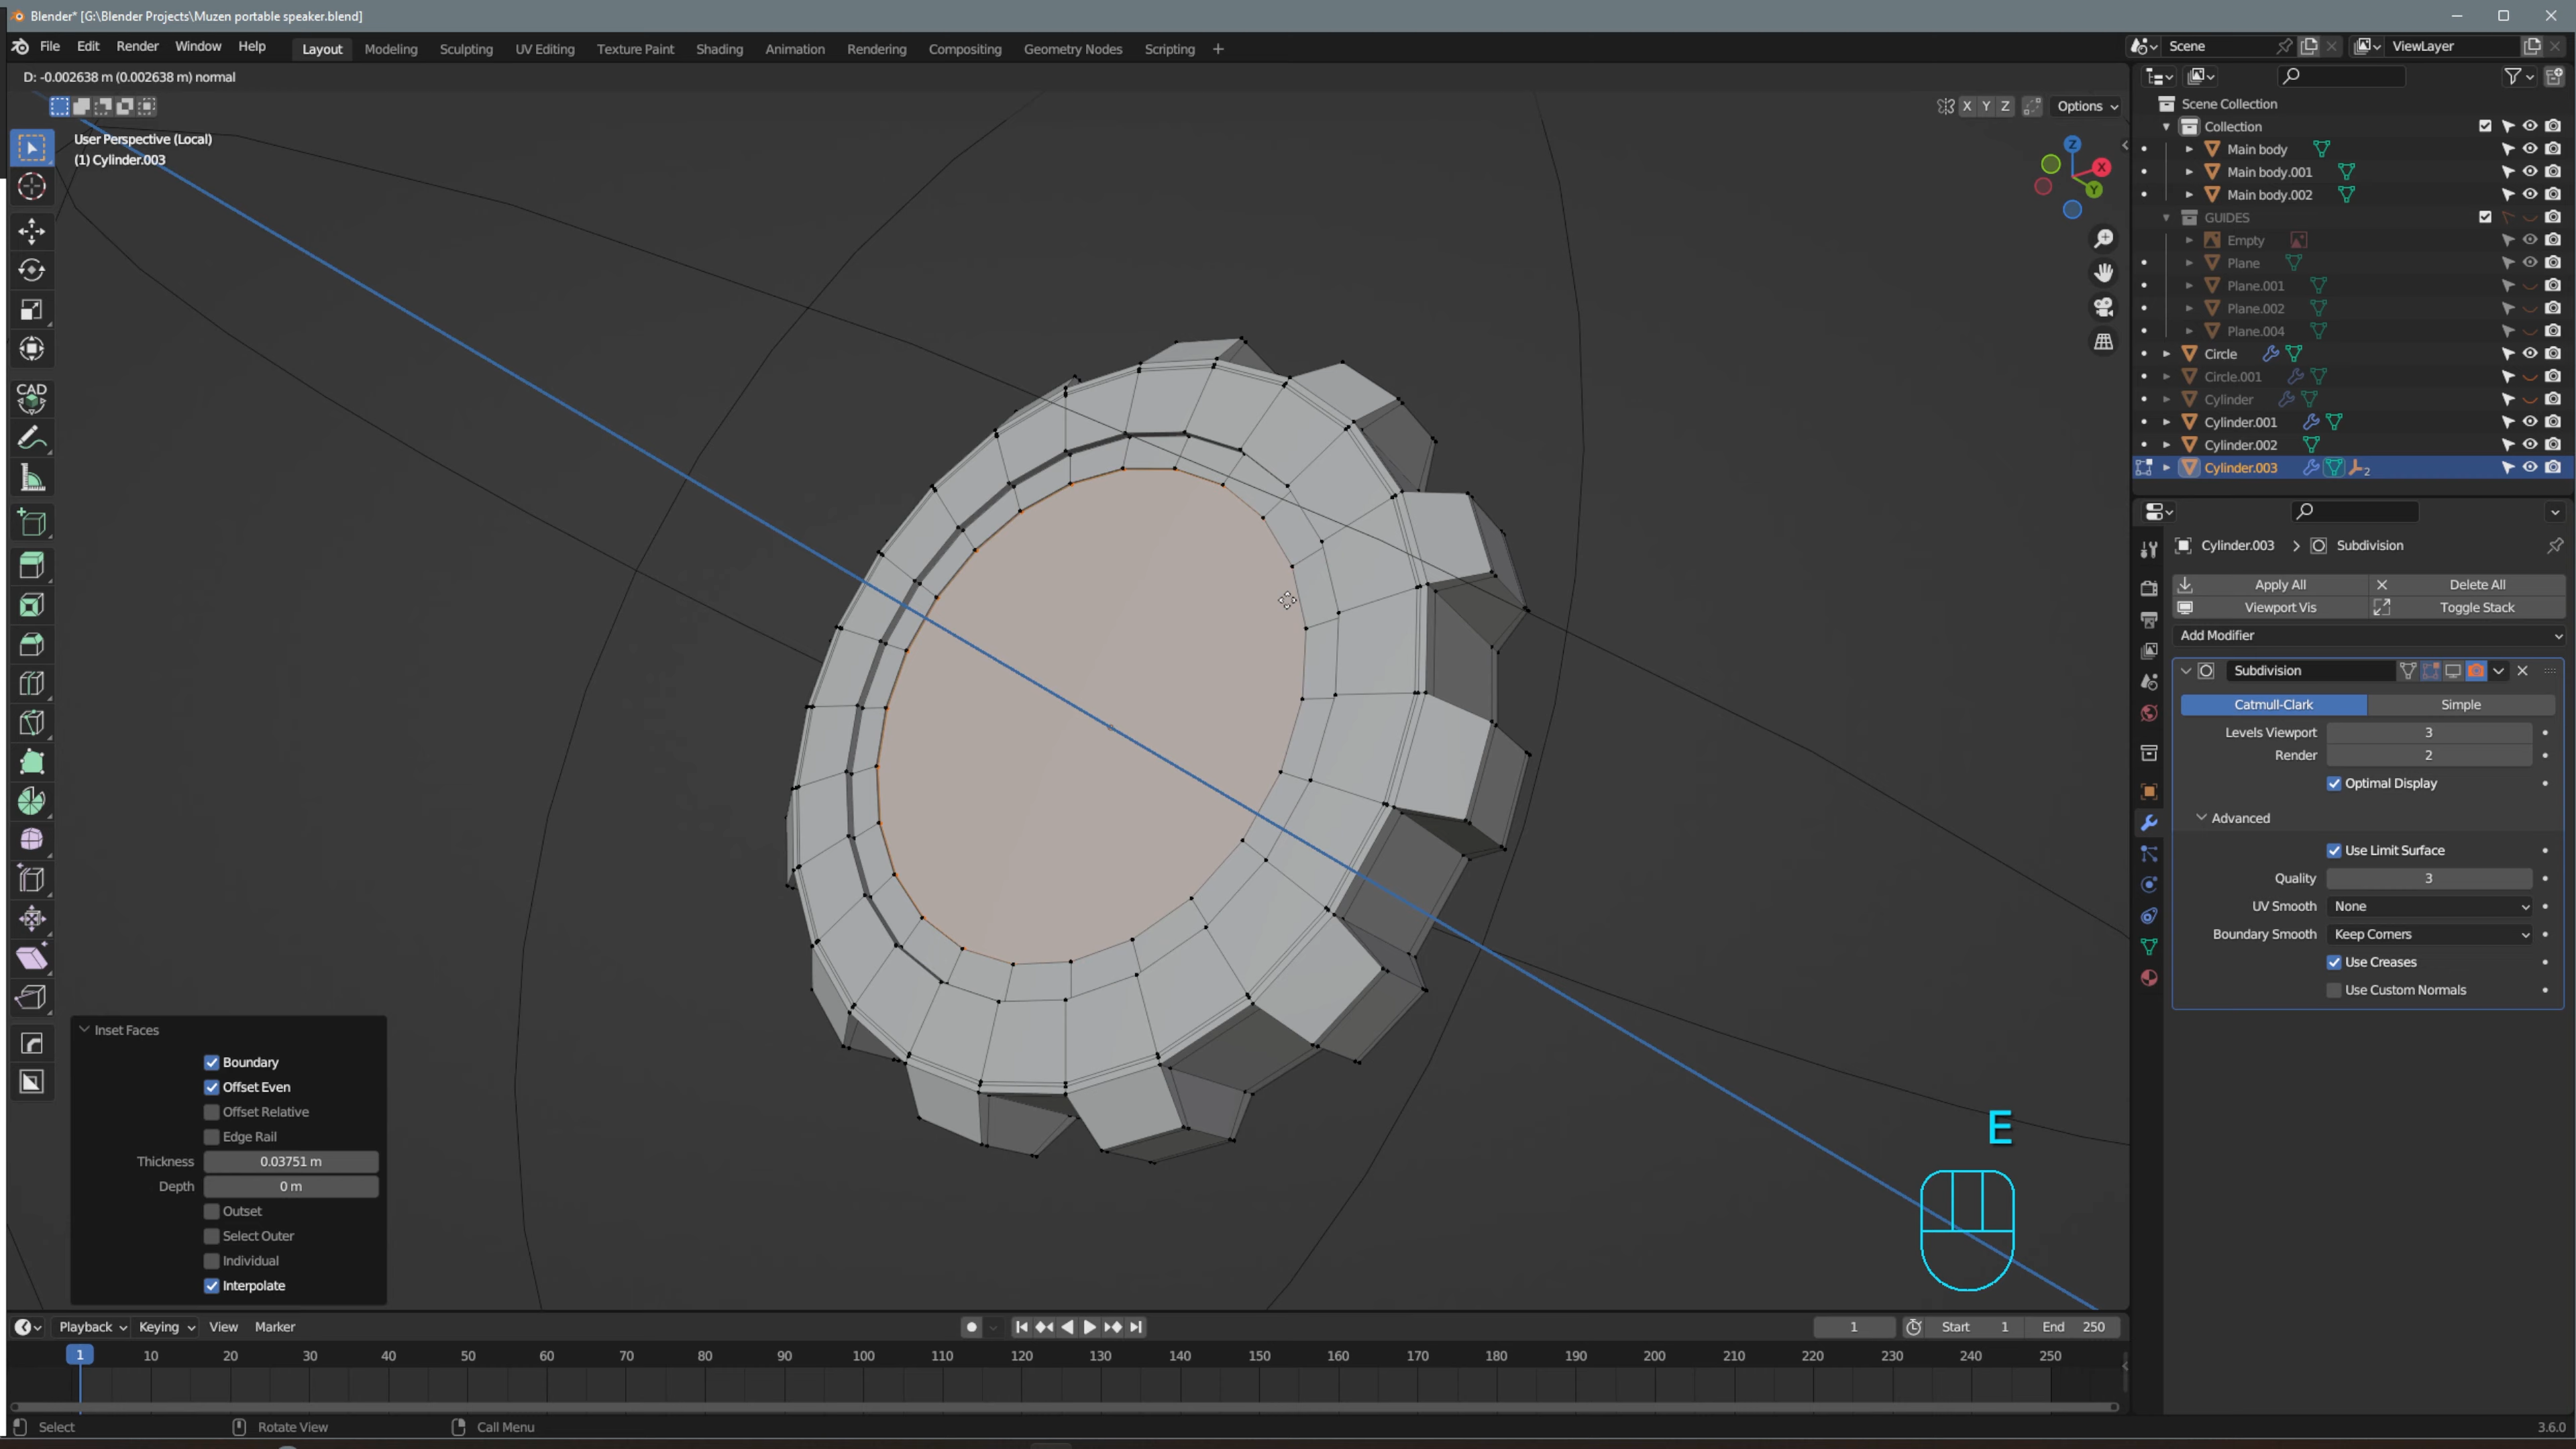 Blender* [G:\Blender Projects\Muzen portable speaker.blend]
File Edit Render Window Help Layout Modeling Sculpting UV Editing Texture Paint Shading Animation Rendering Compositing Geometry Nodes Scripting + Scene ViewLayer
D: -0.002638 m (0.002638 m) normal
X Y Z Options
User Perspective (Local)
(1) Cylinder.003
Z
X
Y
CAD
Scene Collection
Collection
Main body
Main body.001
Main body.002
GUIDES
Empty
Plane
Plane.001
Plane.002
Plane.004
Circle
Circle.001
Cylinder
Cylinder.001
Cylinder.002
Cylinder.003 2
Cylinder.003 > Subdivision
Apply All Delete All
Viewport Vis Toggle Stack
Add Modifier
Subdivision
Catmull-Clark Simple
Levels Viewport 3
Render 2
Optimal Display
Advanced
Use Limit Surface
Quality 3
UV Smooth None
Boundary Smooth Keep Corners
Use Creases
Use Custom Normals
Inset Faces
Boundary
Offset Even
Offset Relative
Edge Rail
Thickness 0.03751 m
Depth 0 m
Outset
Select Outer
Individual
Interpolate
E
Playback Keying View Marker 1 Start 1 End 250
1 10 20 30 40 50 60 70 80 90 100 110 120 130 140 150 160 170 180 190 200 210 220 230 240 250
Select Rotate View Call Menu 3.6.0